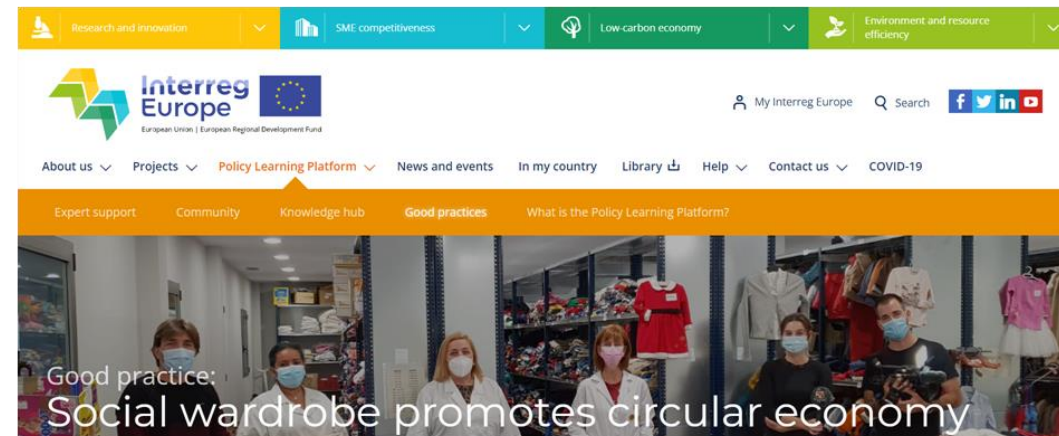 Research and innovation
SME competitiveness
Low-carbon economy
Environment and resource
efficiency
Interreg
Europe
European Union | European Regional Development Fund
My Interreg Europe
Search
About us
Projects
Policy Learning Platform
News and events
In my country
Library
Help
Contact us
COVID-19
Expert support
Community
Knowledge hub
Good practices
What is the Policy Learning Platform?
Good practice:
Social wardrobe promotes circular economy